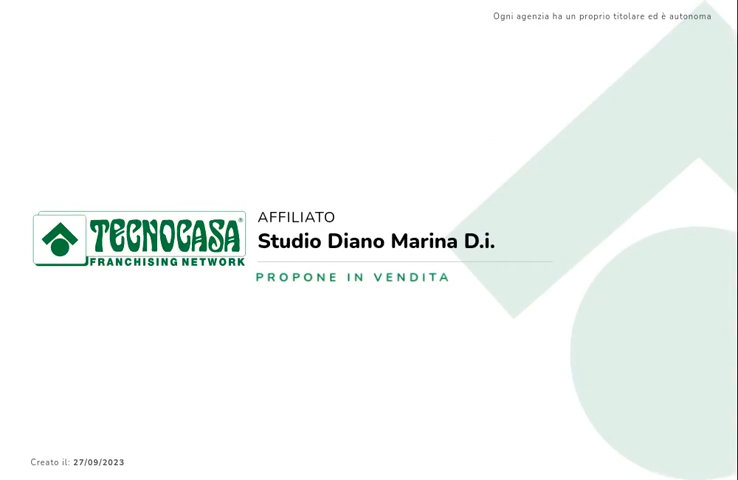 Ogni agenzia ha un proprio titolare ed è autonoma
AFFILIATO
TECNOCASA®
Studio Diano Marina D.i.
FRANCHISING NETWORK
PROPONE IN VENDITA
Creato il: 27/09/2023